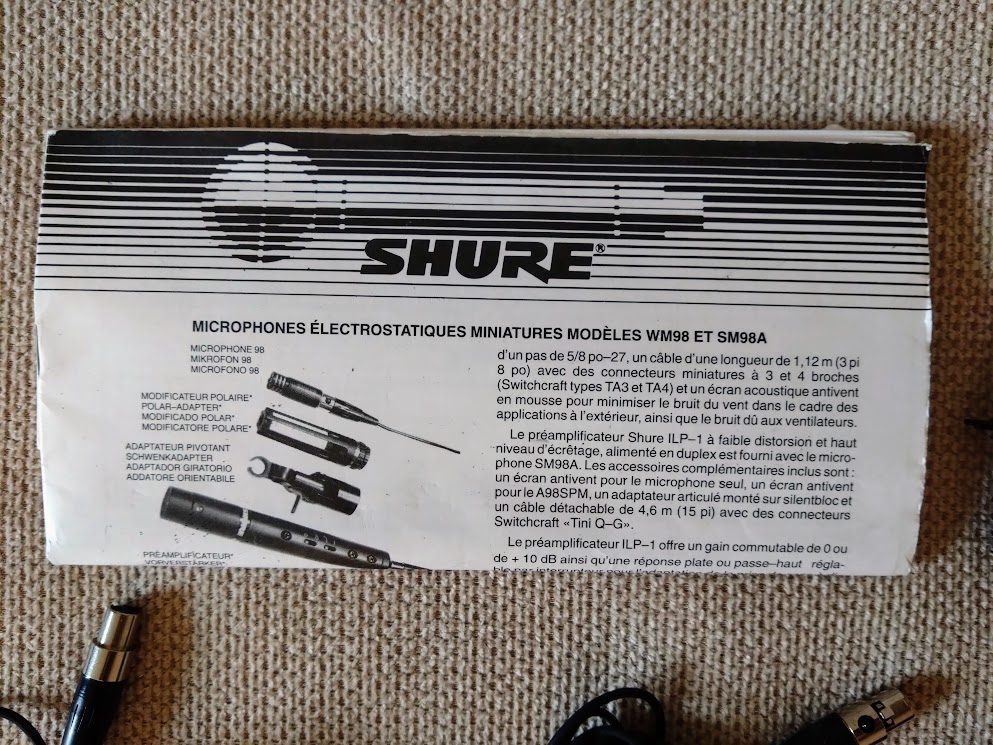 SHURE®
MICROPHONES ÉLECTROSTATIQUES MINIATURES MODÈLES WM98 ET SM98A
MICROPHONE 98
MIKROFON 98
MICROFONO 98
MODIFICATEUR POLAIRE*
POLAR–ADAPTER*
MODIFICADO POLAR*
MODIFICATORE POLARE*
ADAPTATEUR PIVOTANT
SCHWENKADAPTER
ADAPTADOR GIRATORIO
ADDATORE ORIENTABILE
PRÉAMPLIFICATEUR*
VORVERSTÄRKER*
d'un pas de 5/8 po–27, un câble d'une longueur de 1,12 m (3 pi
8 po) avec des connecteurs miniatures à 3 et 4 broches
(Switchcraft types TA3 et TA4) et un écran acoustique antivent
en mousse pour minimiser le bruit du vent dans le cadre des
applications à l'extérieur, ainsi que le bruit dû aux ventilateurs.
Le préamplificateur Shure ILP–1 à faible distorsion et haut
niveau d'écrêtage, alimenté en duplex est fourni avec le micro-
phone SM98A. Les accessoires complémentaires inclus sont :
un écran antivent pour le microphone seul, un écran antivent
pour le A98SPM, un adaptateur articulé monté sur silentbloc et
un câble détachable de 4,6 m (15 pi) avec des connecteurs
Switchcraft «Tini Q–G».
Le préamplificateur ILP–1 offre un gain commutable de 0 ou
de + 10 dB ainsi qu'une réponse plate ou passe–haut régla-